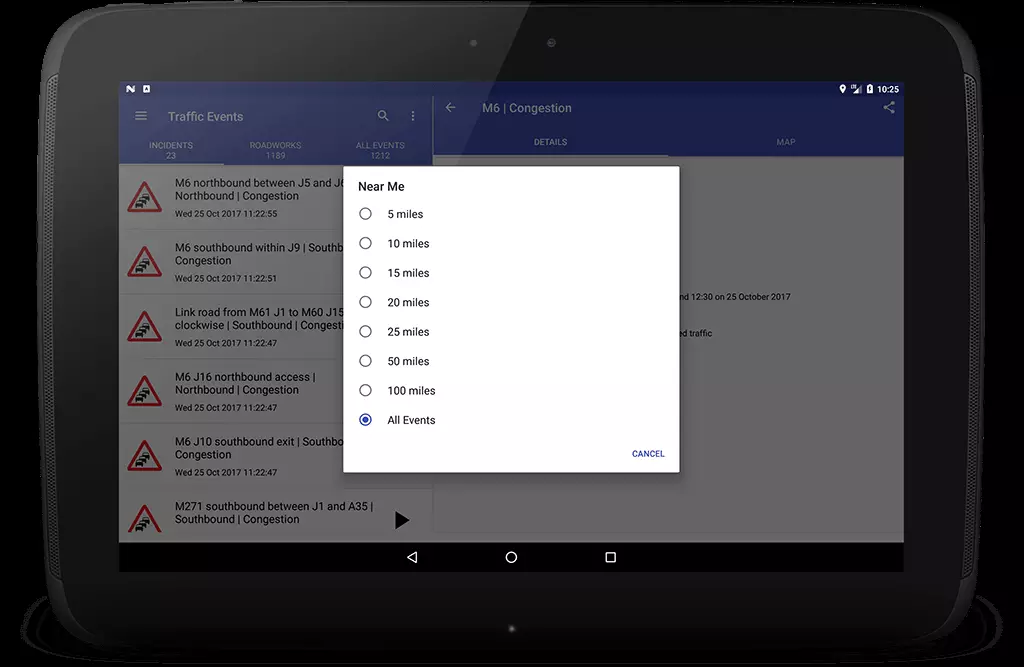 10:25
Traffic Events
INCIDENTS
23
ROADWORKS
1189
ALL EVENTS
1212
M6 northbound between J5 and J6
Northbound | Congestion
Wed 25 Oct 2017 11:22:55
M6 southbound within J9 | Southb
Congestion
Wed 25 Oct 2017 11:22:51
Link road from M61 J1 to M60 J15
clockwise | Southbound | Congesti
Wed 25 Oct 2017 11:22:47
M6 J16 northbound access |
Northbound | Congestion
Wed 25 Oct 2017 11:22:47
M6 J10 southbound exit | Southbo
Congestion
Wed 25 Oct 2017 11:22:47
M271 southbound between J1 and A35 |
Southbound | Congestion
M6 | Congestion
DETAILS
MAP
nd 12:30 on 25 October 2017
ed traffic
Near Me
5 miles
10 miles
15 miles
20 miles
25 miles
50 miles
100 miles
All Events
CANCEL